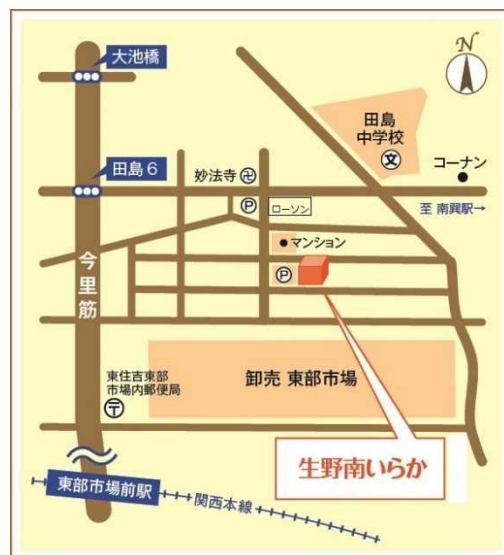 大池橋
N
田島
中学校
文
コーナン
田島6
妙法寺
卍
P
ローソン
至 南巽駅→
マンション
P
今里筋
卸売 東部市場
東住吉東部
市場内郵便局
〒
生野南いらか
東部市場前駅
関西本線